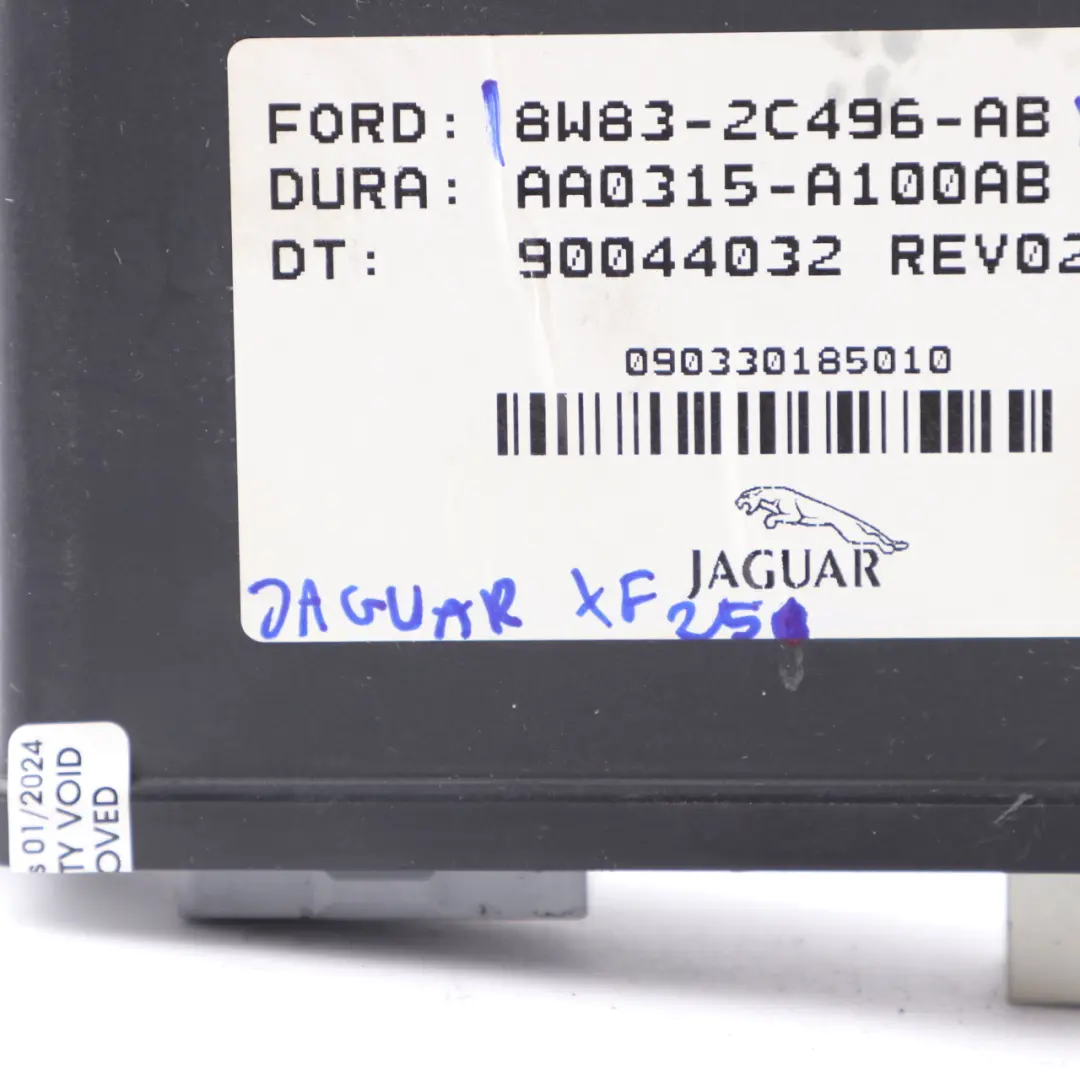 FORD: 8W83-2C496-AB
DURA: AA0315-A100AB
DT: 90044032 REV02
090330185010
JAGUAR
JAGUAR XF 250
s 01/2024
TY VOID
OVED